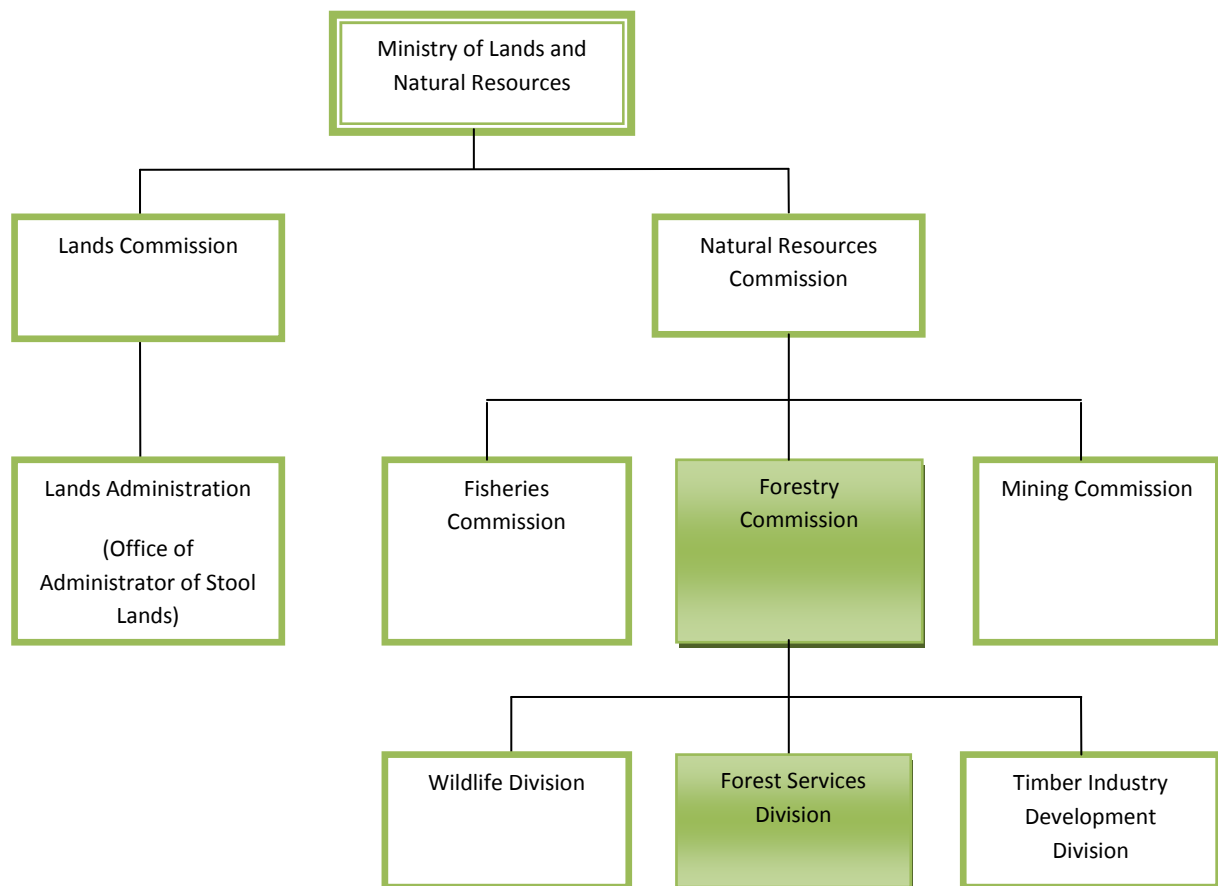 Ministry of Lands and
Natural Resources
Lands Commission
Natural Resources
Commission
Lands Administration
(Office of
Administrator of Stool
Lands)
Fisheries
Commission
Forestry
Commission
Mining Commission
Wildlife Division
Forest Services
Division
Timber Industry
Development
Division